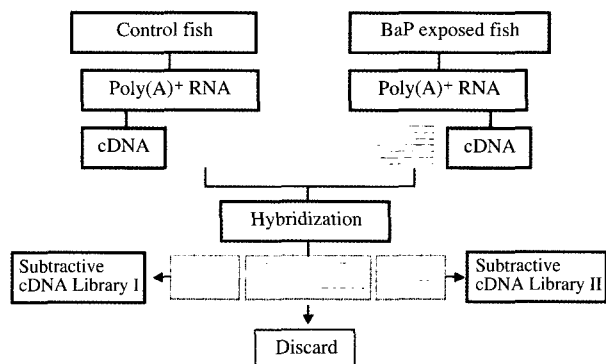 Control fish
BaP exposed fish
Poly(A)+ RNA
Poly(A)+ RNA
cDNA
cDNA
Hybridization
Subtractive
cDNA Library I
Subtractive
cDNA Library II
Discard